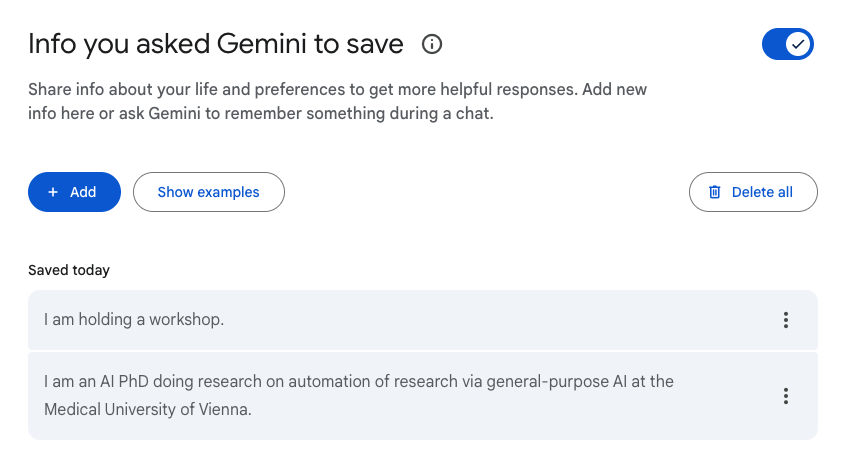 Info you asked Gemini to save
Share info about your life and preferences to get more helpful responses. Add new
info here or ask Gemini to remember something during a chat.
+ Add
Show examples
Delete all
Saved today
I am holding a workshop.
I am an AI PhD doing research on automation of research via general-purpose AI at the
Medical University of Vienna.